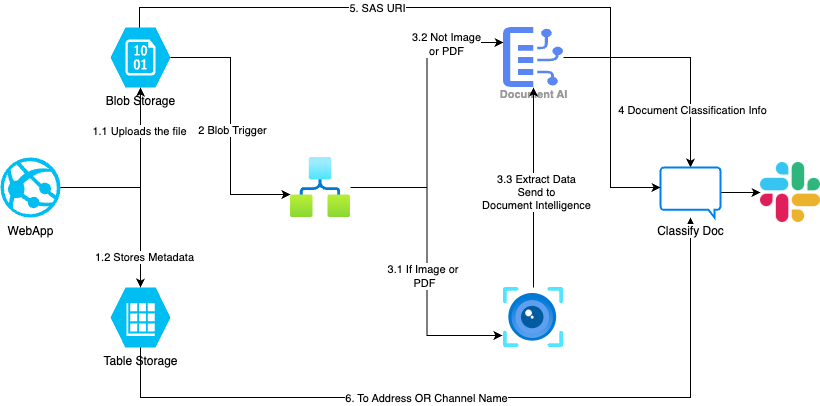 5. SAS URI
10
01
Blob Storage
3.2 Not Image
or PDF
Document AI
1.1 Uploads the file
2 Blob Trigger
4 Document Classification Info
3.3 Extract Data
Send to
Document Intelligence
WebApp
Classify Doc
1.2 Stores Metadata
3.1 If Image or
PDF
Table Storage
6. To Address OR Channel Name